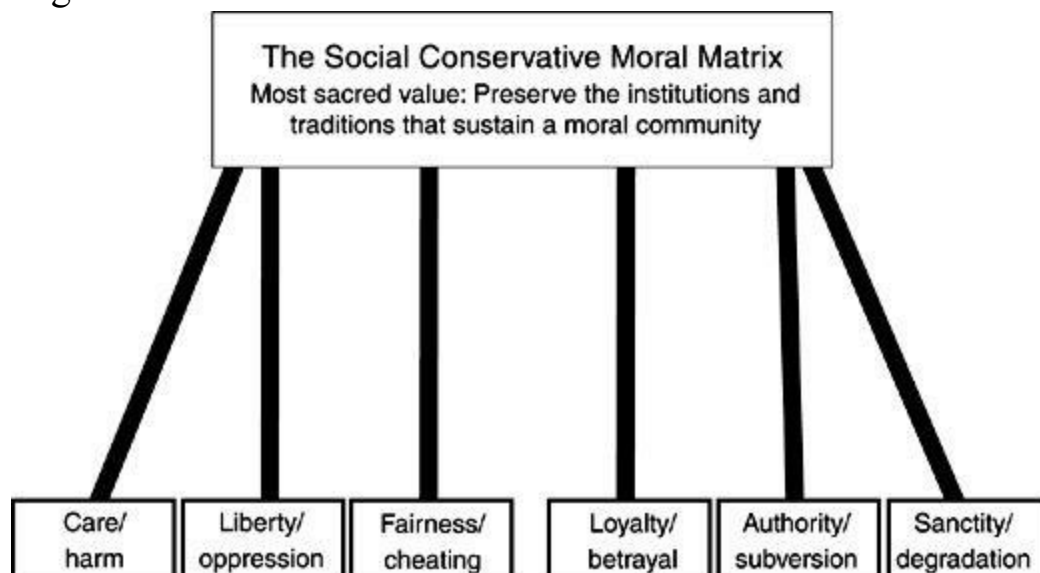 The Social Conservative Moral Matrix
Most sacred value: Preserve the institutions and
traditions that sustain a moral community
Care/
harm
Liberty/
oppression
Fairness/
cheating
Loyalty/
betrayal
Authority/
subversion
Sanctity/
degradation